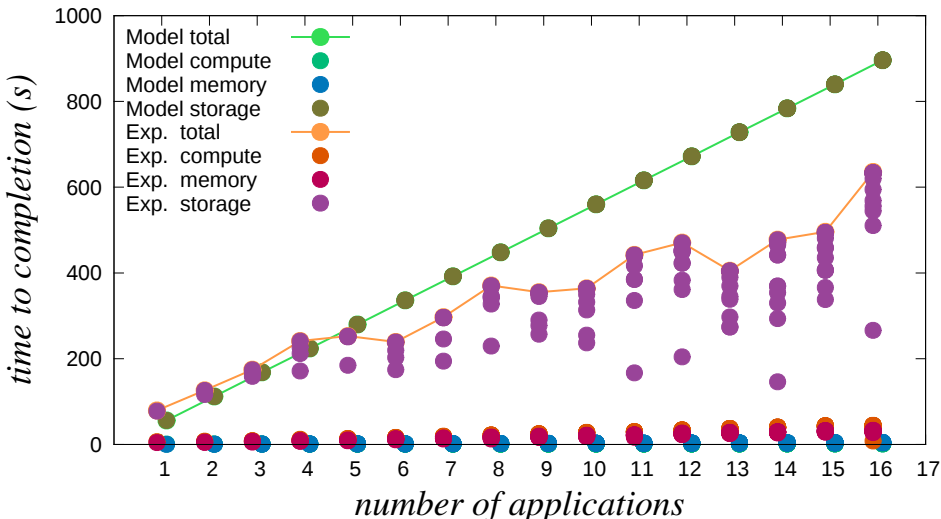 1000
800
600
400
200
0
time to completion (s)
Model total
Model compute
Model memory
Model storage
Exp. total
Exp. compute
Exp. memory
Exp. storage
1 2 3 4 5 6 7 8 9 10 11 12 13 14 15 16 17
number of applications